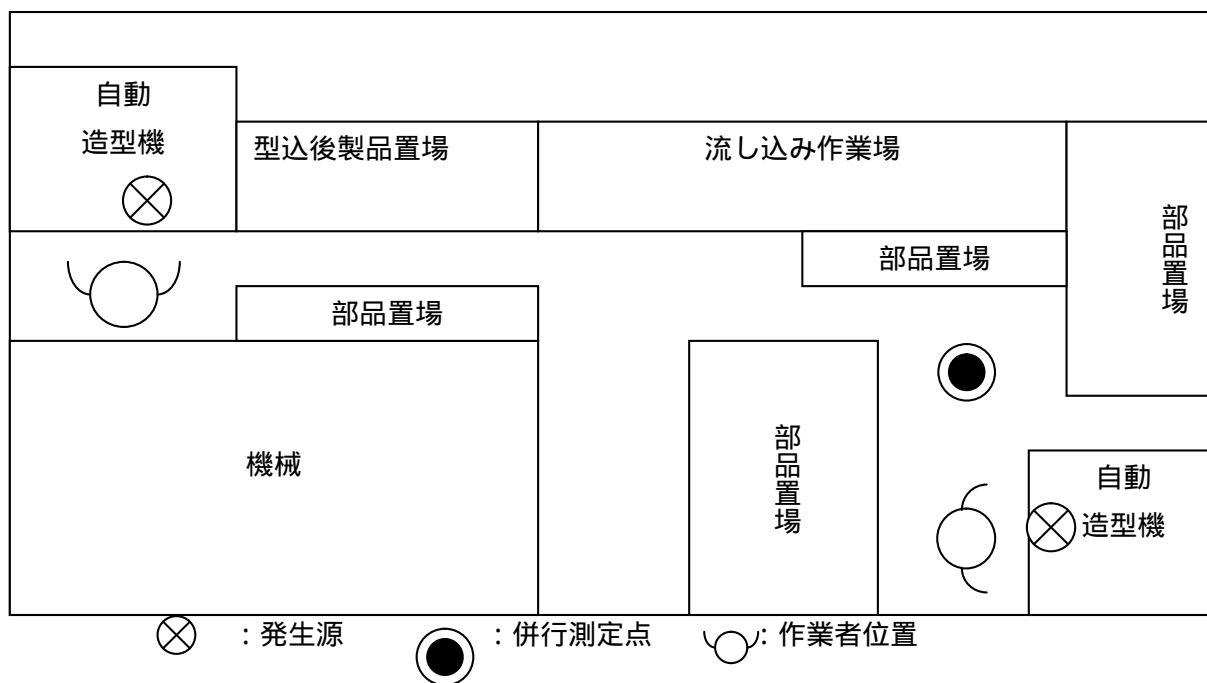 自動
造型機
型込後製品置場
流し込み作業場
部品置場
部品置場
部品置場
機械
部品置場
自動
造型機
:発生源
:併行測定点
:作業者位置